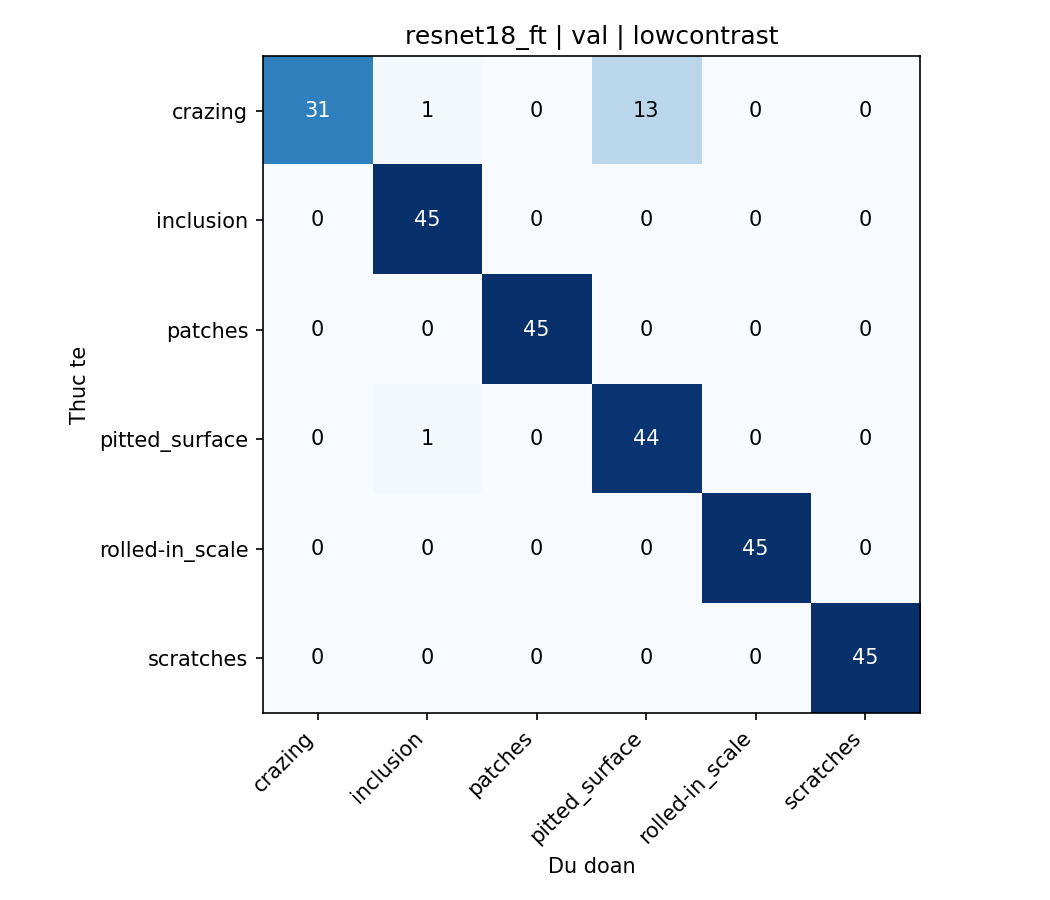 resnet18_ft | val | lowcontrast
crazing 31 1 0 13 0 0
inclusion 0 45 0 0 0 0
patches 0 0 45 0 0 0
Thuc te
pitted_surface 0 1 0 44 0 0
rolled-in_scale 0 0 0 0 45 0
scratches 0 0 0 0 0 45
crazing inclusion patches pitted_surface rolled-in_scale scratches
Du doan